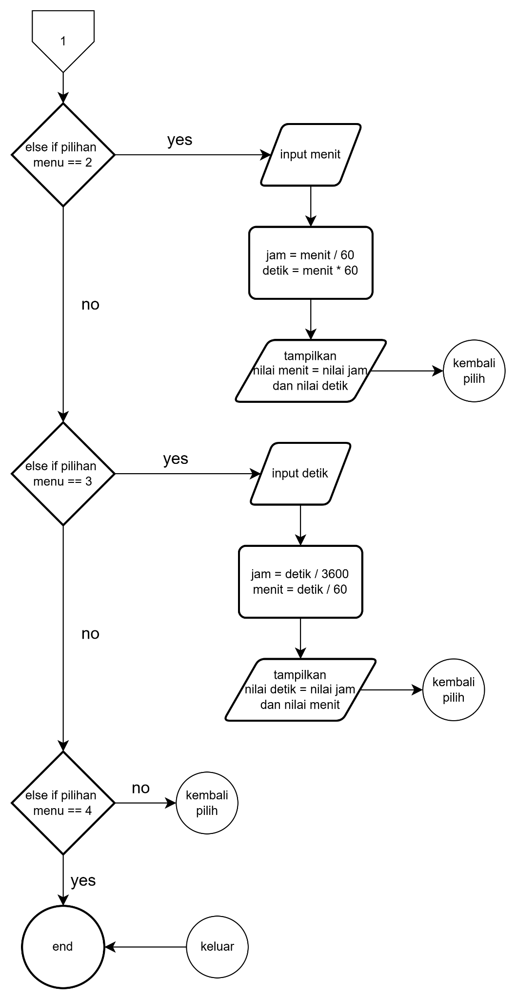 1
else if pilihan
menu == 2
yes
input menit
jam = menit / 60
detik = menit * 60
no
tampilkan
nilai menit = nilai jam
dan nilai detik
kembali
pilih
else if pilihan
menu == 3
yes
input detik
jam = detik / 3600
menit = detik / 60
no
tampilkan
nilai detik = nilai jam
dan nilai menit
kembali
pilih
else if pilihan
menu == 4
no
kembali
pilih
yes
end
keluar